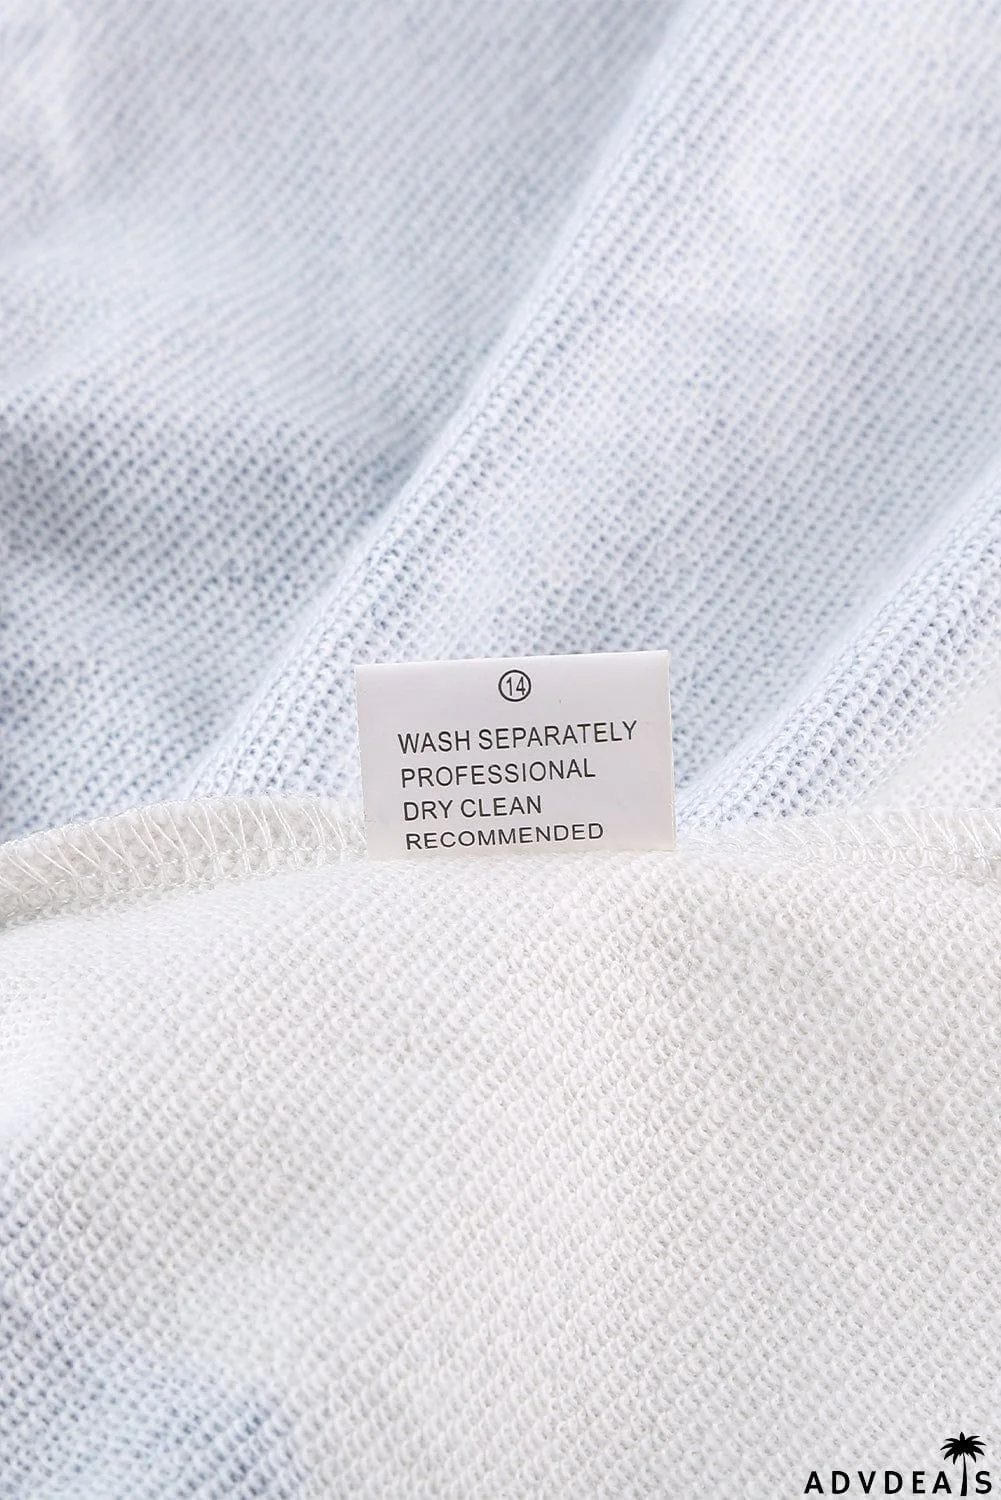 14
WASH SEPARATELY
PROFESSIONAL
DRY CLEAN
RECOMMENDED
ADVDEALS